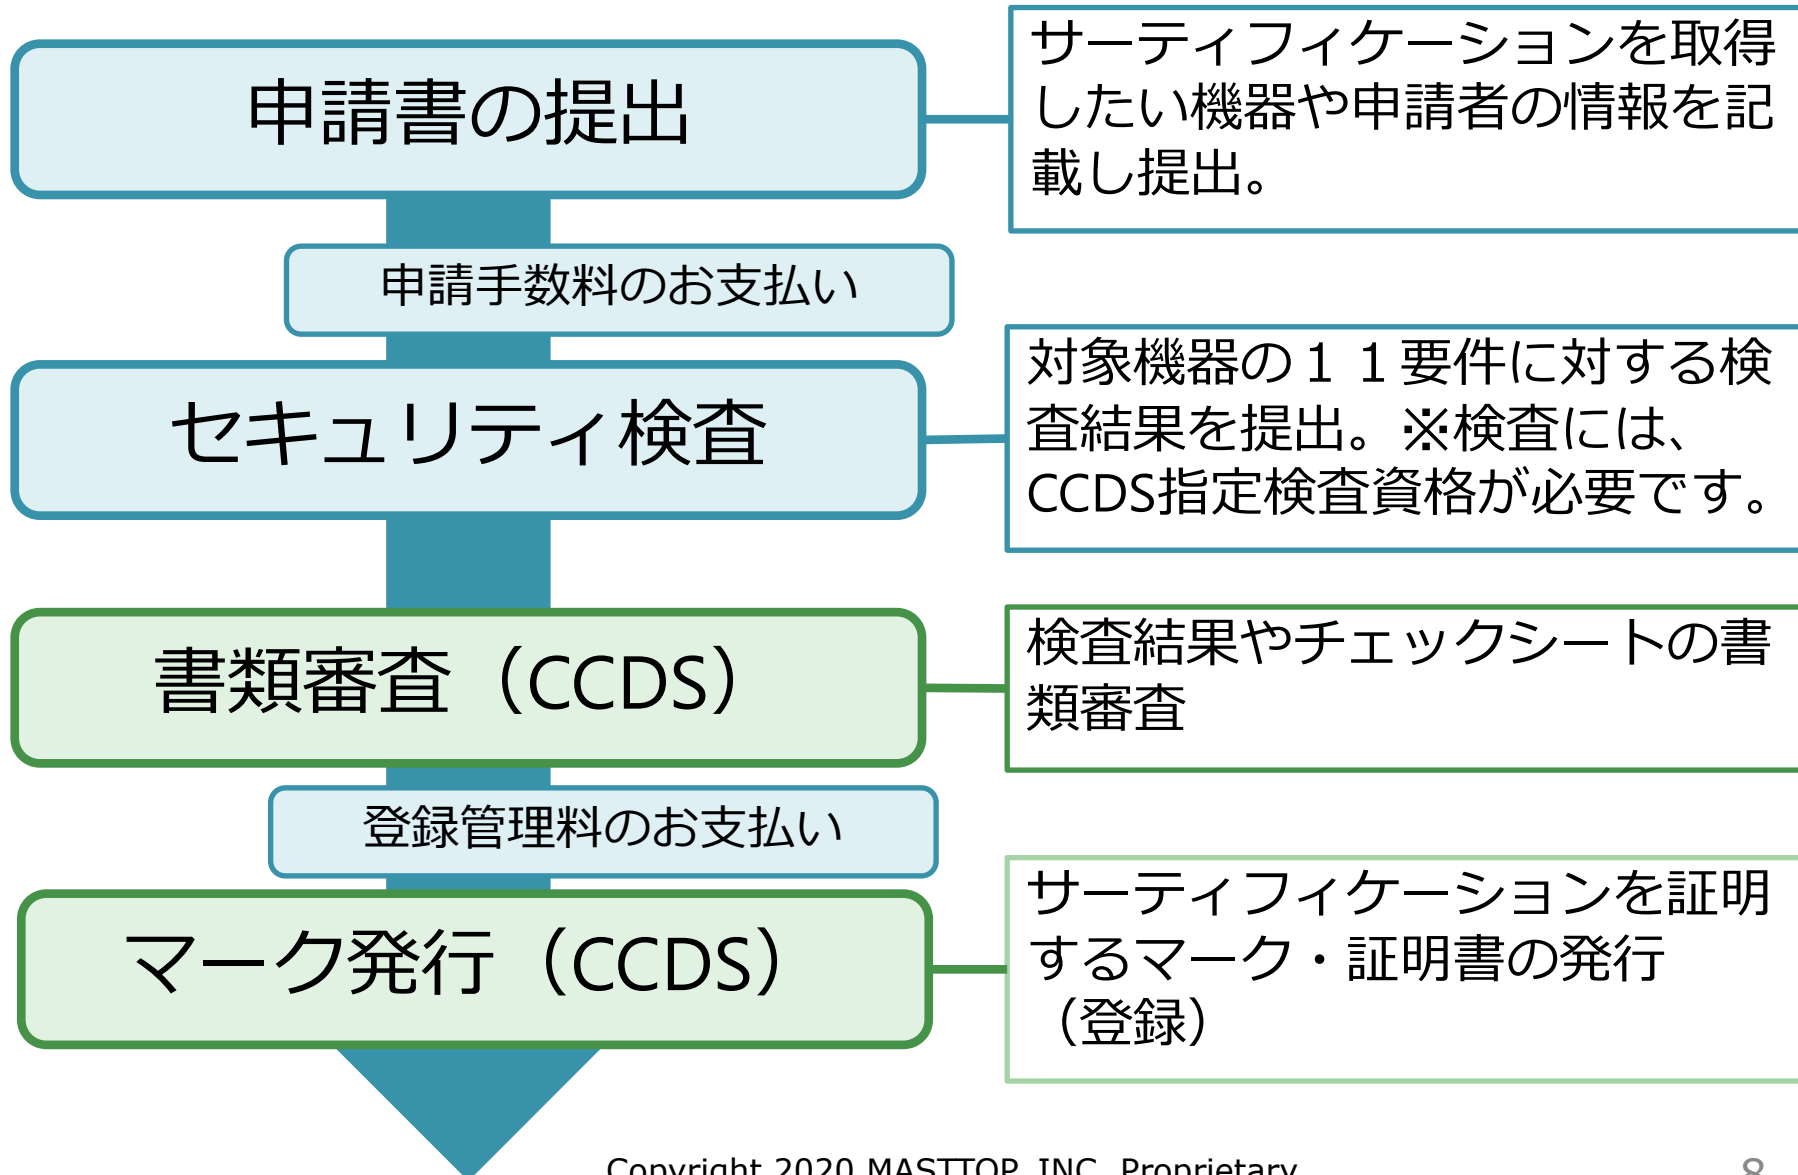 申請書の提出
サーティフィケーションを取得
したい機器や申請者の情報を記
載し提出。
申請手数料のお支払い
セキュリティ検査
対象機器の１１要件に対する検
査結果を提出。※検査には、
CCDS指定検査資格が必要です。
書類審査（CCDS）
検査結果やチェックシートの書
類審査
登録管理料のお支払い
マーク発行（CCDS）
サーティフィケーションを証明
するマーク・証明書の発行
（登録）
Copyright 2020 MASTTOP, INC. Proprietary
8